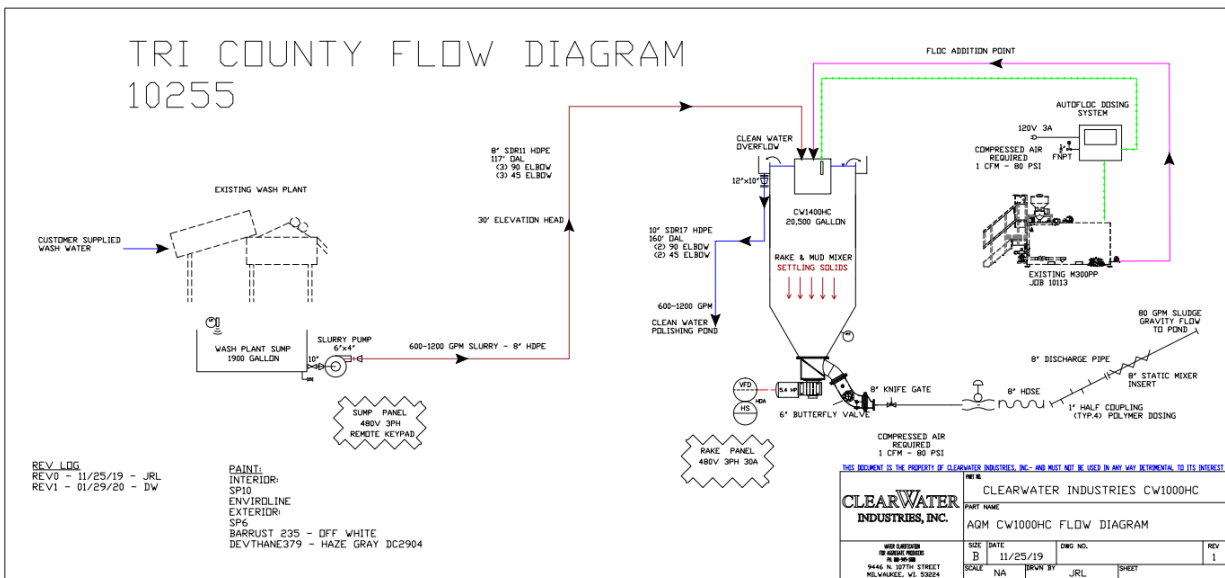 TRI COUNTY FLOW DIAGRAM
10255
FLOC ADDITION POINT
AUTOFLOC DOSING
SYSTEM
120V 3A
COMPRESSED AIR
REQUIRED
1 CFM - 80 PSI
FNPT
CLEAN WATER
OVERFLOW
8" SDR11 HDPE
117' OAL
(3) 90 ELBOW
(3) 45 ELBOW
12"x10"
EXISTING WASH PLANT
CW1400HC
20,500 GALLON
30' ELEVATION HEAD
10" SDR17 HDPE
160' OAL
(2) 90 ELBOW
(2) 45 ELBOW
CUSTOMER SUPPLIED
WASH WATER
RAKE & MUD MIXER
SETTLING SOLIDS
EXISTING M300PP
JOB 10113
600-1200 GPM
CLEAN WATER
POLISHING POND
80 GPM SLUDGE
GRAVITY FLOW
TO POND
WASH PLANT SUMP
1900 GALLON
10"
SLURRY PUMP
6"x4"
600-1200 GPM SLURRY - 8" HDPE
8" DISCHARGE PIPE
8" STATIC MIXER
INSERT
VFD
HS
HOA
5.4 HP
8" KNIFE GATE
8" HOSE
6" BUTTERFLY VALVE
1" HALF COUPLING
(TYP.4) POLYMER DOSING
SUMP PANEL
480V 3PH
REMOTE KEYPAD
RAKE PANEL
480V 3PH 30A
COMPRESSED AIR
REQUIRED
1 CFM - 80 PSI
REV LOG
REV0 - 11/25/19 - JRL
REV1 - 01/29/20 - DW
PAINT:
INTERIOR:
SP10
ENVIROLINE
EXTERIOR:
SP6
BARRUST 235 - OFF WHITE
DEVTHANE379 - HAZE GRAY DC2904
THIS DOCUMENT IS THE PROPERTY OF CLEARWATER INDUSTRIES, INC- AND MUST NOT BE USED IN ANY WAY DETRIMENTAL TO ITS INTEREST
CLEARWATER
INDUSTRIES, INC.
PART NO.
CLEARWATER INDUSTRIES CW1000HC
PART NAME
AQM CW1000HC FLOW DIAGRAM
WATER CLARIFICATION
FOR AGGREGATE PRODUCERS
9446 N. 107TH STREET
MILWAUKEE, WI. 53224
SIZE
B
DATE
11/25/19
DWG NO.
REV
1
SCALE
NA
DRWN BY
JRL
SHEET